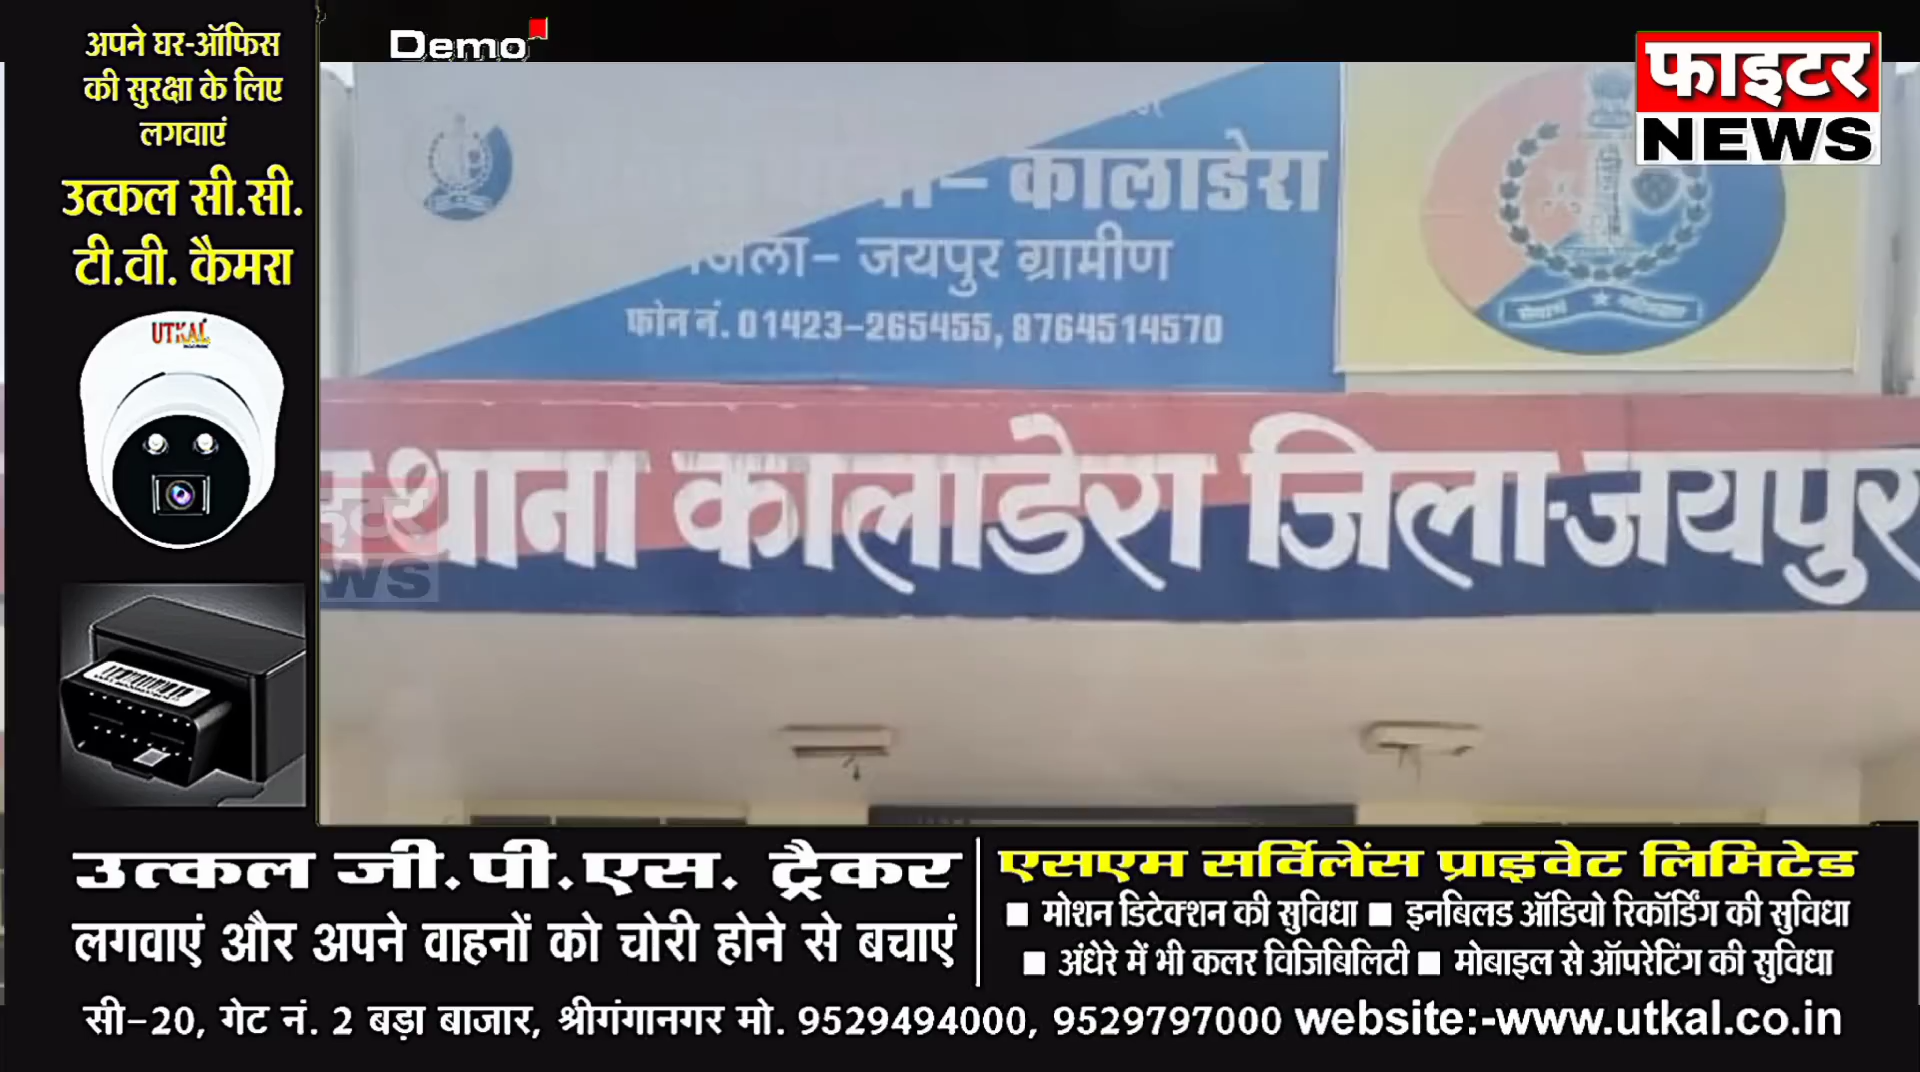 अपने घर-ऑफिस
की सुरक्षा के लिए
लगवाएं
उत्कल सी.सी.
टी.वी. कैमरा
UTKAL
Demo
फाइटर
NEWS
– कालाडेरा
जिला– जयपुर ग्रामीण
फोन नं. 01423–265455, 8764514570
थाना कालाडेरा जिला-जयपुर
उत्कल जी.पी.एस. ट्रैकर
लगवाएं और अपने वाहनों को चोरी होने से बचाएं
एसएम सर्विलेंस प्राइवेट लिमिटेड
■ मोशन डिटेक्शन की सुविधा ■ इनबिलड ऑडियो रिकॉर्डिंग की सुविधा
■ अंधेरे में भी कलर विजिबिलिटी ■ मोबाइल से ऑपरेटिंग की सुविधा
सी–20, गेट नं. 2 बड़ा बाजार, श्रीगंगानगर मो. 9529494000, 9529797000 website:-www.utkal.co.in